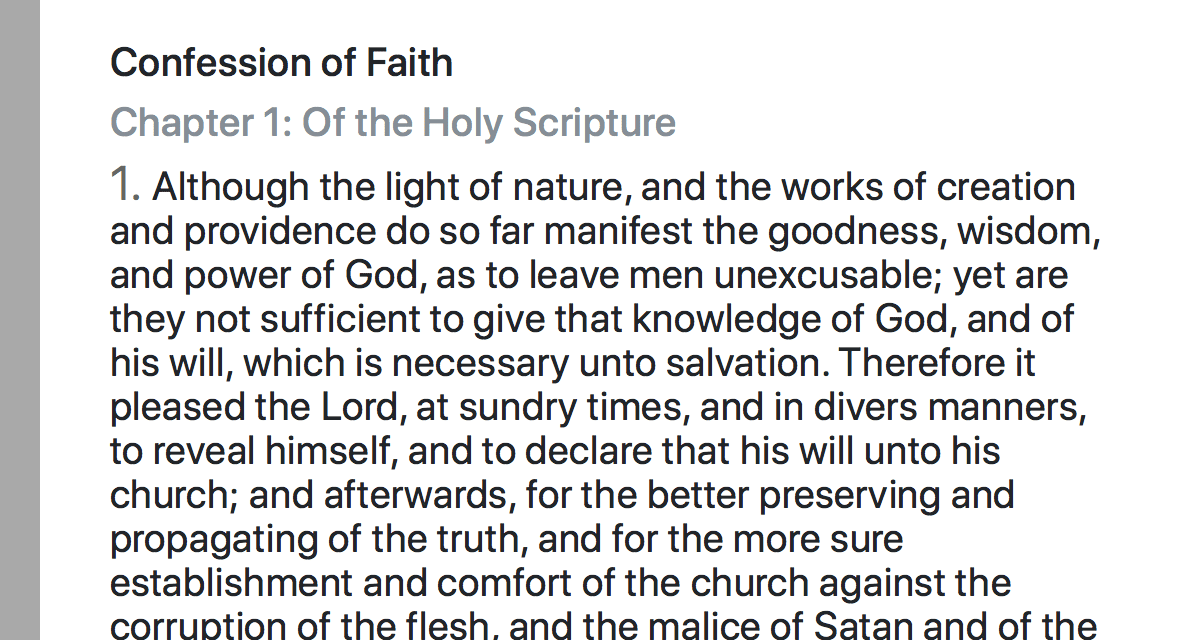 Confession of Faith
Chapter 1: Of the Holy Scripture
1. Although the light of nature, and the works of creation
and providence do so far manifest the goodness, wisdom,
and power of God, as to leave men unexcusable; yet are
they not sufficient to give that knowledge of God, and of
his will, which is necessary unto salvation. Therefore it
pleased the Lord, at sundry times, and in divers manners,
to reveal himself, and to declare that his will unto his
church; and afterwards, for the better preserving and
propagating of the truth, and for the more sure
establishment and comfort of the church against the
corruption of the flesh, and the malice of Satan and of the